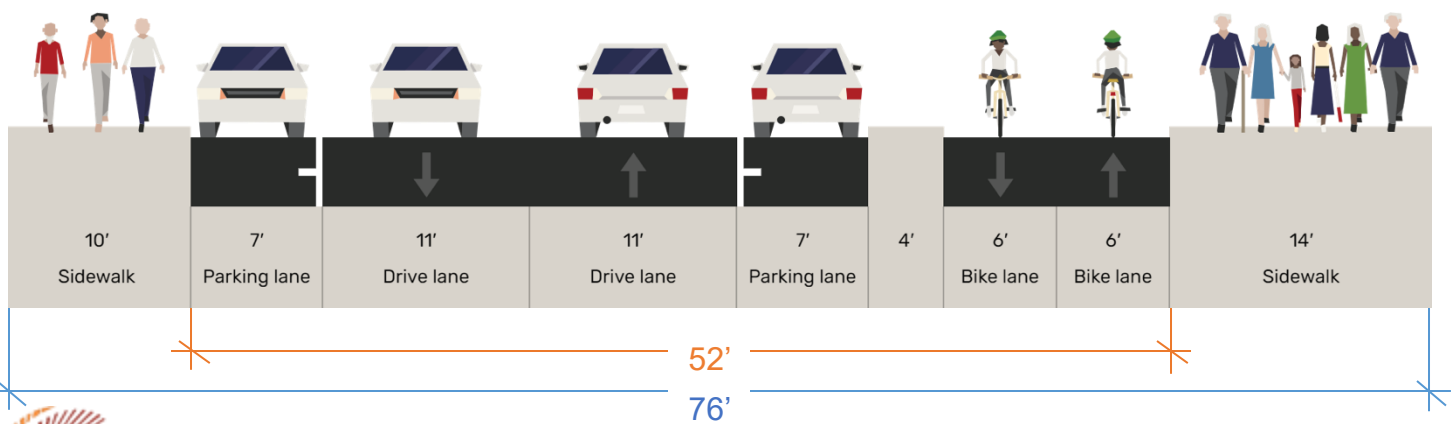 10′ 7′ 11′ 11′ 7′ 4′ 6′ 6′ 14′
Sidewalk Parking lane Drive lane Drive lane Parking lane Bike lane Bike lane Sidewalk
52’
76’